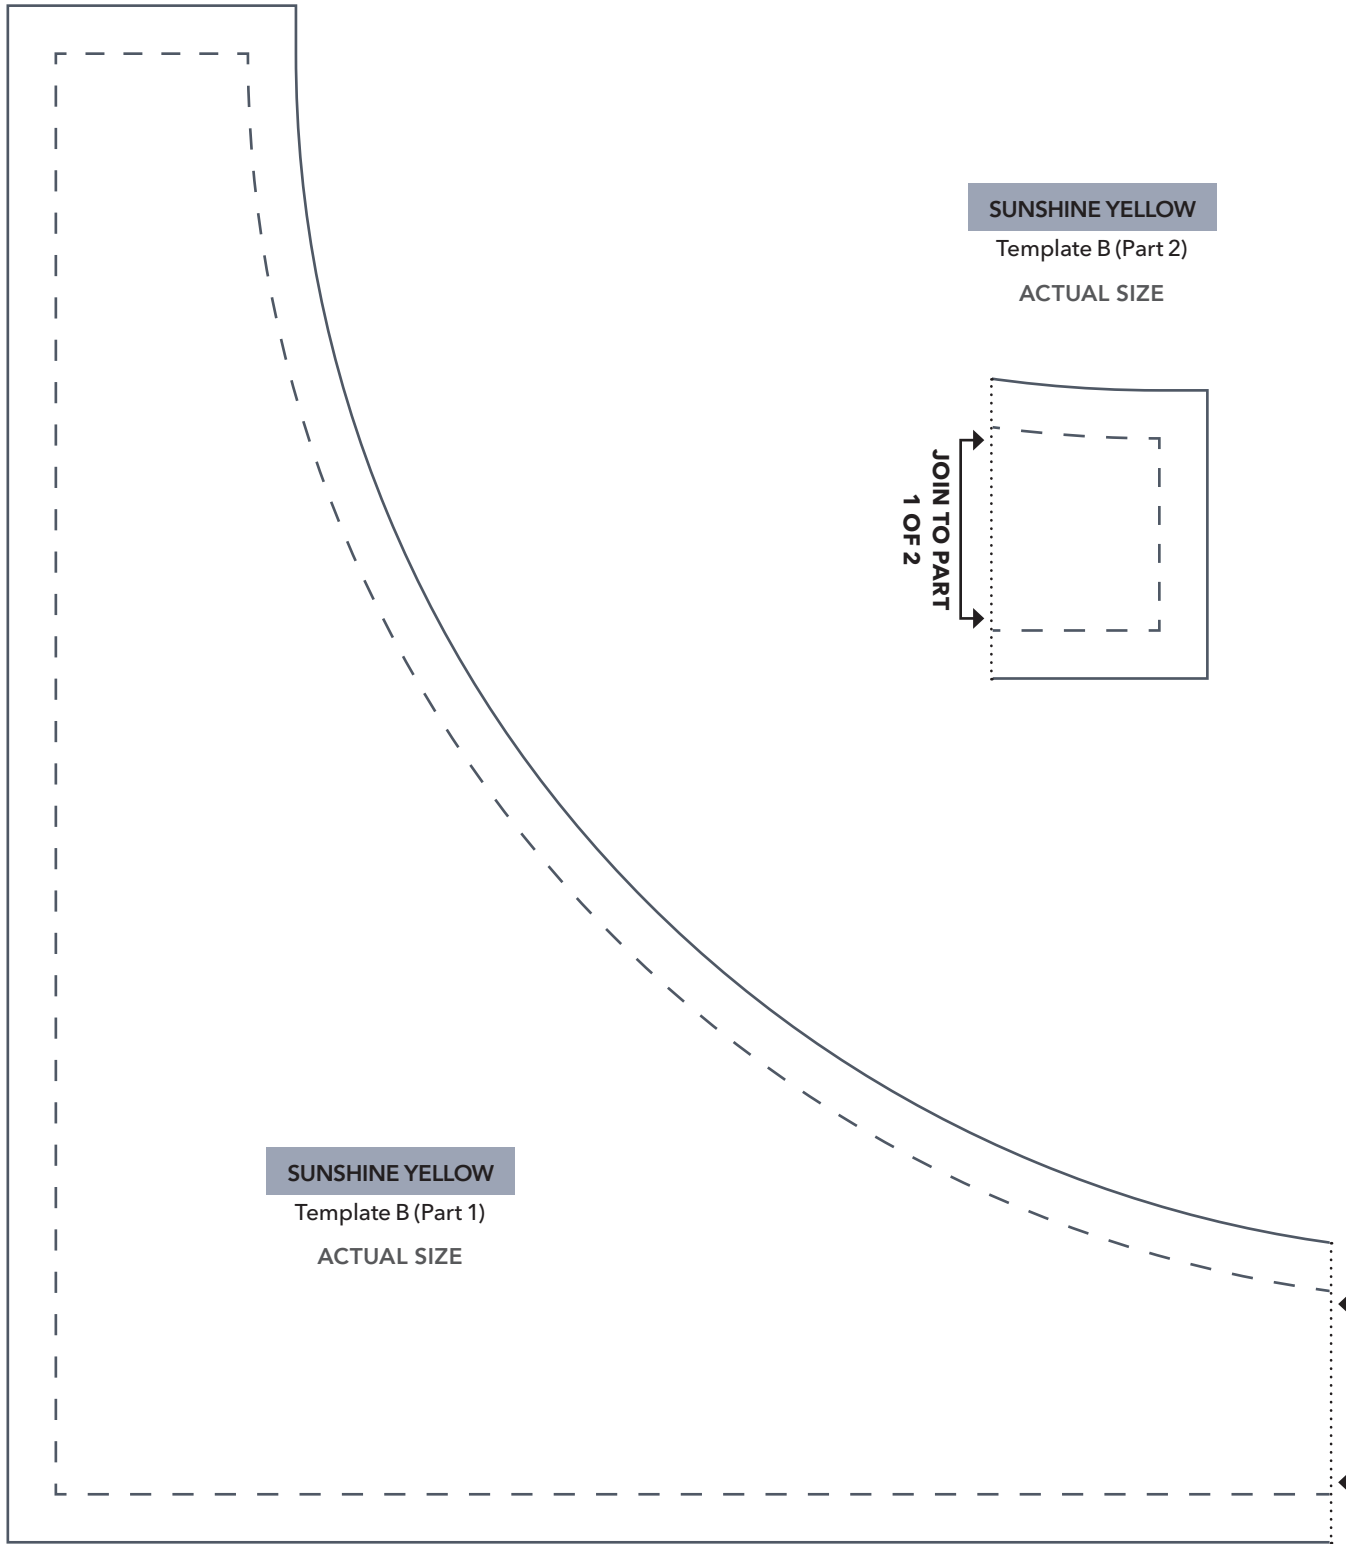 SUNSHINE YELLOW
Template B (Part 2)
ACTUAL SIZE
JOIN TO PART
1 OF 2
SUNSHINE YELLOW
Template B (Part 1)
ACTUAL SIZE